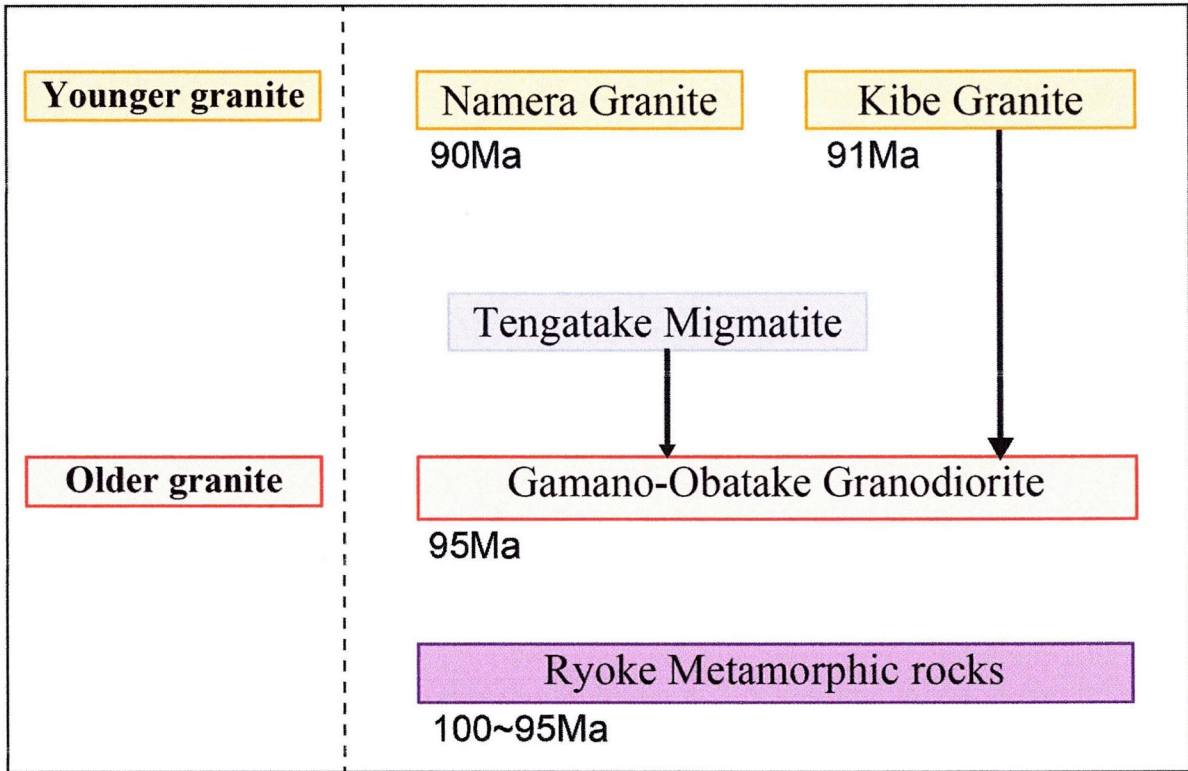 Younger granite
Namera Granite
Kibe Granite
90Ma
91Ma
Tengatake Migmatite
Older granite
Gamano-Obatake Granodiorite
95Ma
Ryoke Metamorphic rocks
100~95Ma